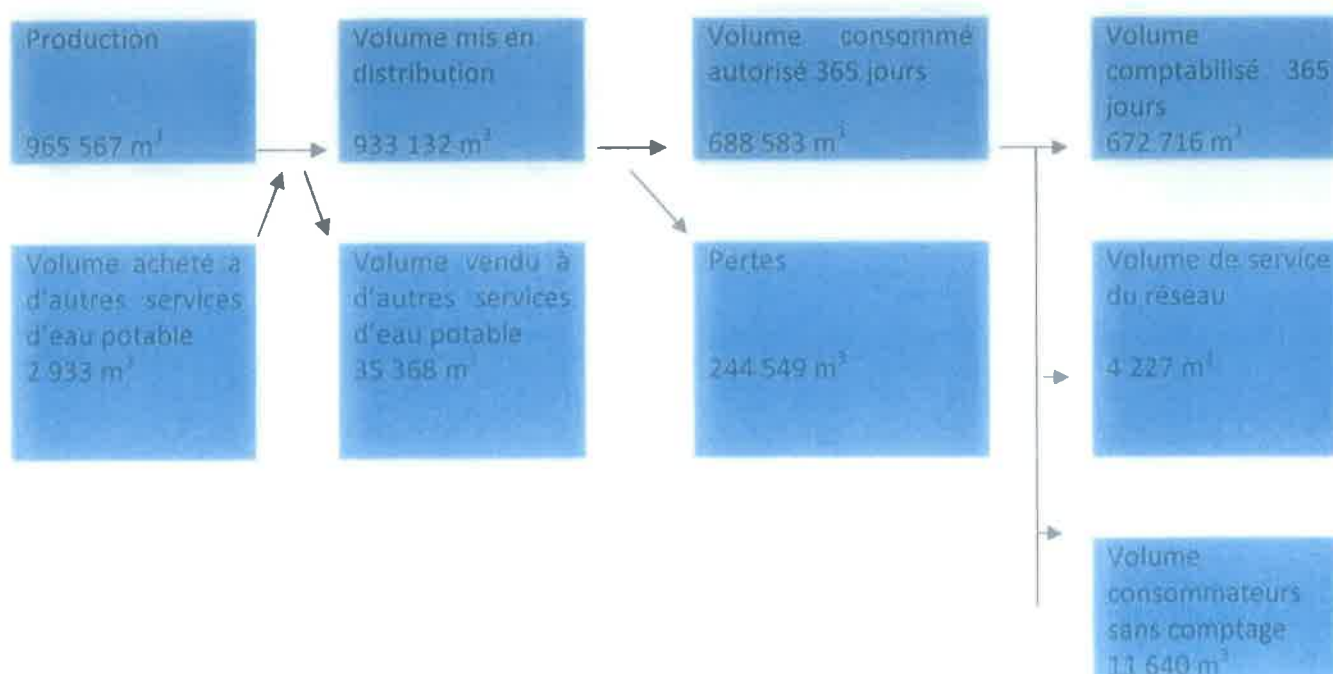 Production
965 567 m³
Volume mis en
distribution
933 132 m³
Volume consommé
autorisé 365 jours
688 583 m³
Volume
comptabilisé 365
jours
672 716 m³
Volume acheté à
d'autres services
d'eau potable
2 933 m³
Volume vendu à
d'autres services
d'eau potable
35 368 m³
Pertes
244 549 m³
Volume de service
du réseau
4 227 m³
Volume
consommateurs
sans comptage
11 640 m³